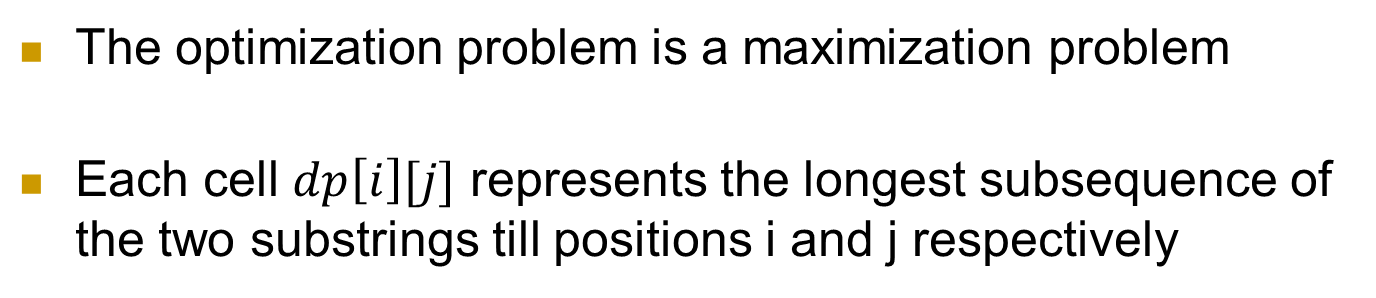 ▪ The optimization problem is a maximization problem
▪ Each cell dp[i][j] represents the longest subsequence of
the two substrings till positions i and j respectively